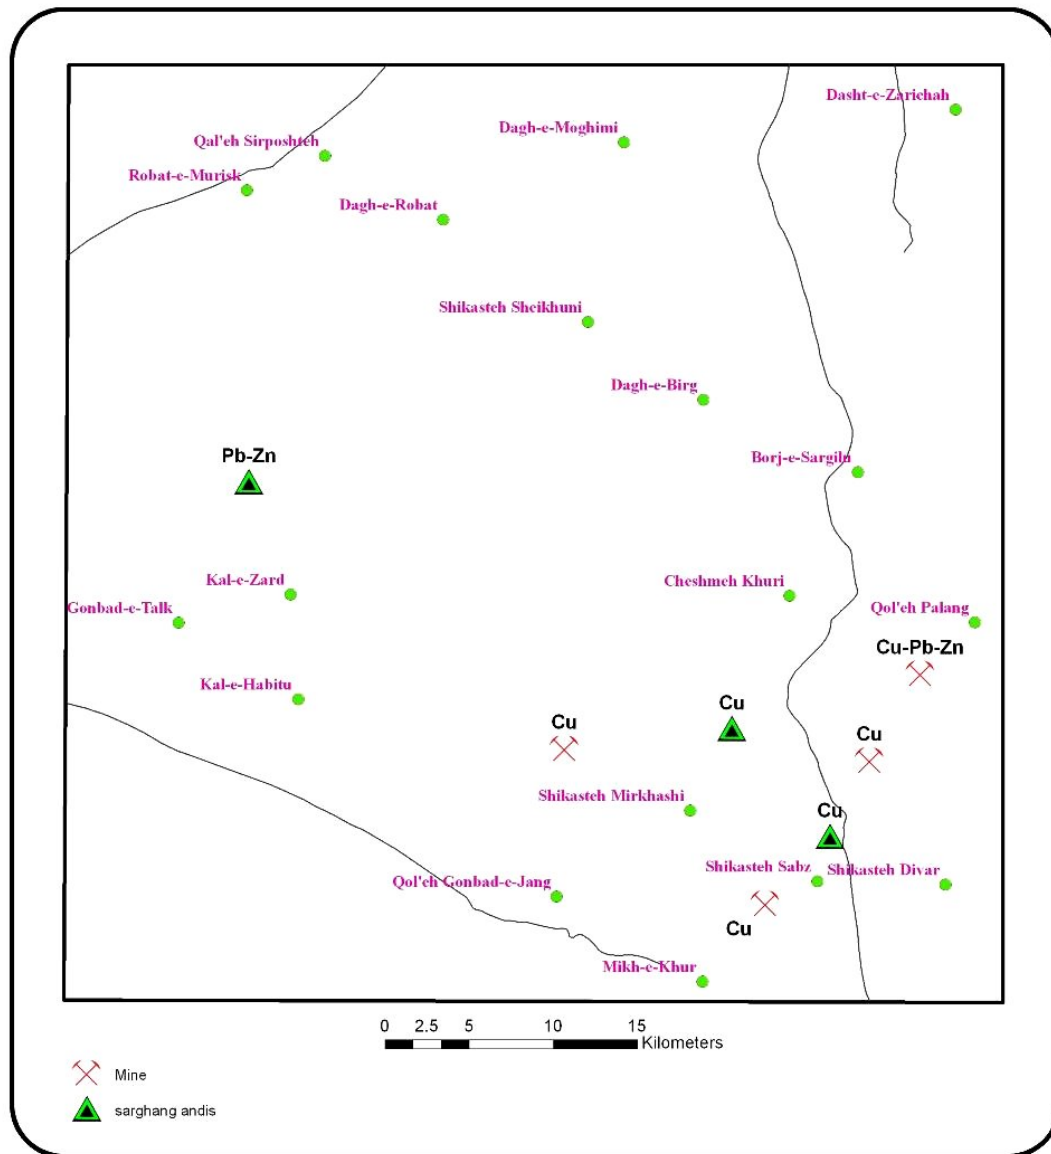 Dasht-e-Zarichah
Dagh-e-Moghimi
Qal'eh Sirposhteh
Robat-e-Murisk
Dagh-e-Robat
Shikasteh Sheikhuni
Dagh-e-Birg
Pb-Zn
Borj-e-Sargilu
Kal-e-Zard
Cheshmeh Khuri
Gonbad-e-Talk
Qol'eh Palang
Cu-Pb-Zn
Kal-e-Habitu
Cu
Cu
Cu
Shikasteh Mirkhashi
Cu
Shikasteh Sabz
Shikasteh Divar
Qol'eh Gonbad-e-Jang
Cu
Mikh-e-Khur
0 2.5 5 10 15
Kilometers
Mine
sarghang andis